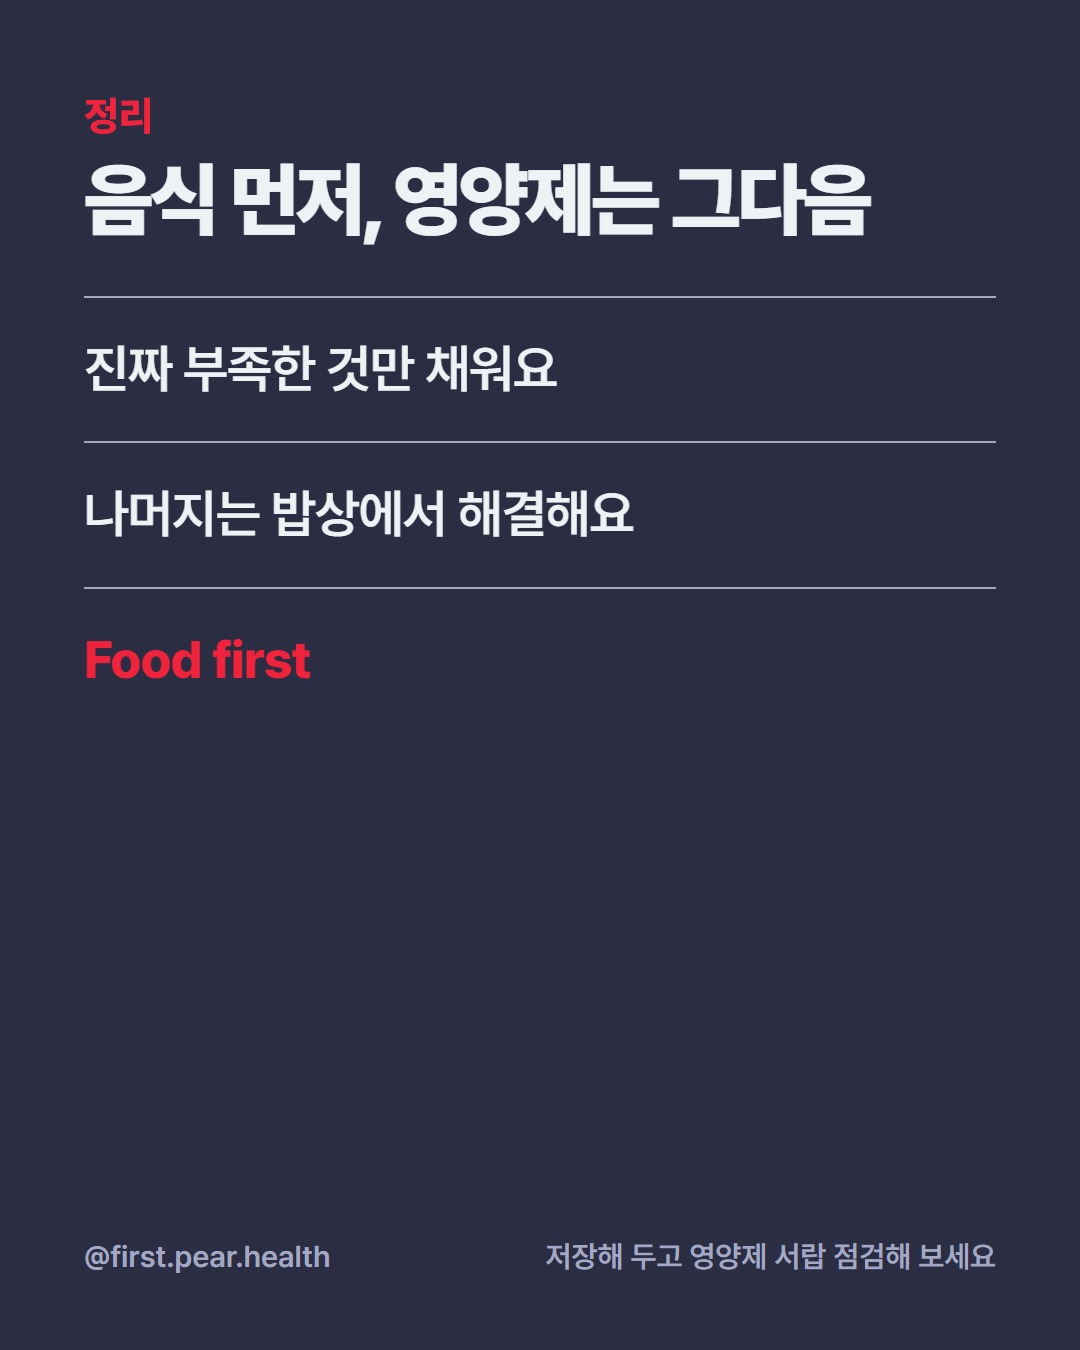 정리
음식 먼저, 영양제는 그다음
진짜 부족한 것만 채워요
나머지는 밥상에서 해결해요
Food first
@first.pear.health
저장해 두고 영양제 서랍 점검해 보세요